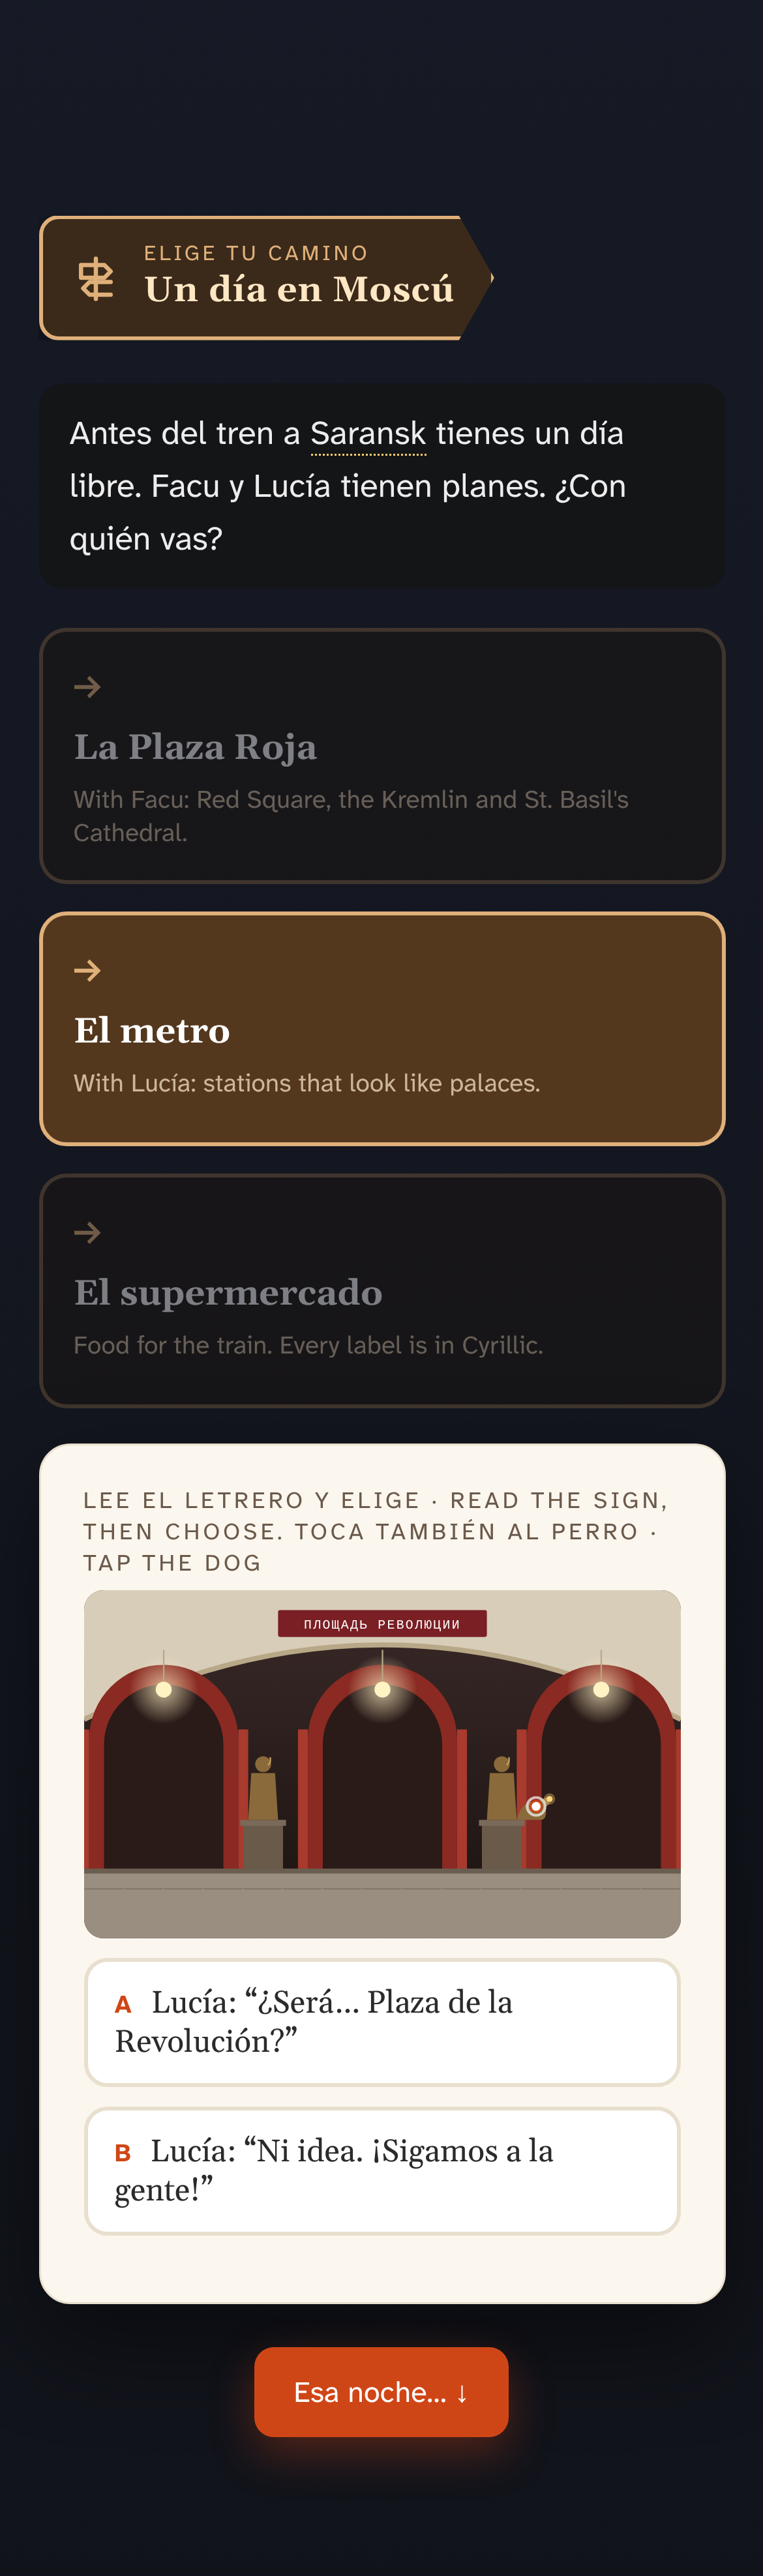 ELIGE TU CAMINO
Un día en Moscú
Antes del tren a Saransk tienes un día
libre. Facu y Lucía tienen planes. ¿Con
quién vas?
→
La Plaza Roja
With Facu: Red Square, the Kremlin and St. Basil's
Cathedral.
→
El metro
With Lucía: stations that look like palaces.
→
El supermercado
Food for the train. Every label is in Cyrillic.
LEE EL LETRERO Y ELIGE · READ THE SIGN,
THEN CHOOSE. TOCA TAMBIÉN AL PERRO ·
TAP THE DOG
ПЛОЩАДЬ РЕВОЛЮЦИИ
A Lucía: “¿Será... Plaza de la
Revolución?”
B Lucía: “Ni idea. ¡Sigamos a la
gente!”
Esa noche... ↓